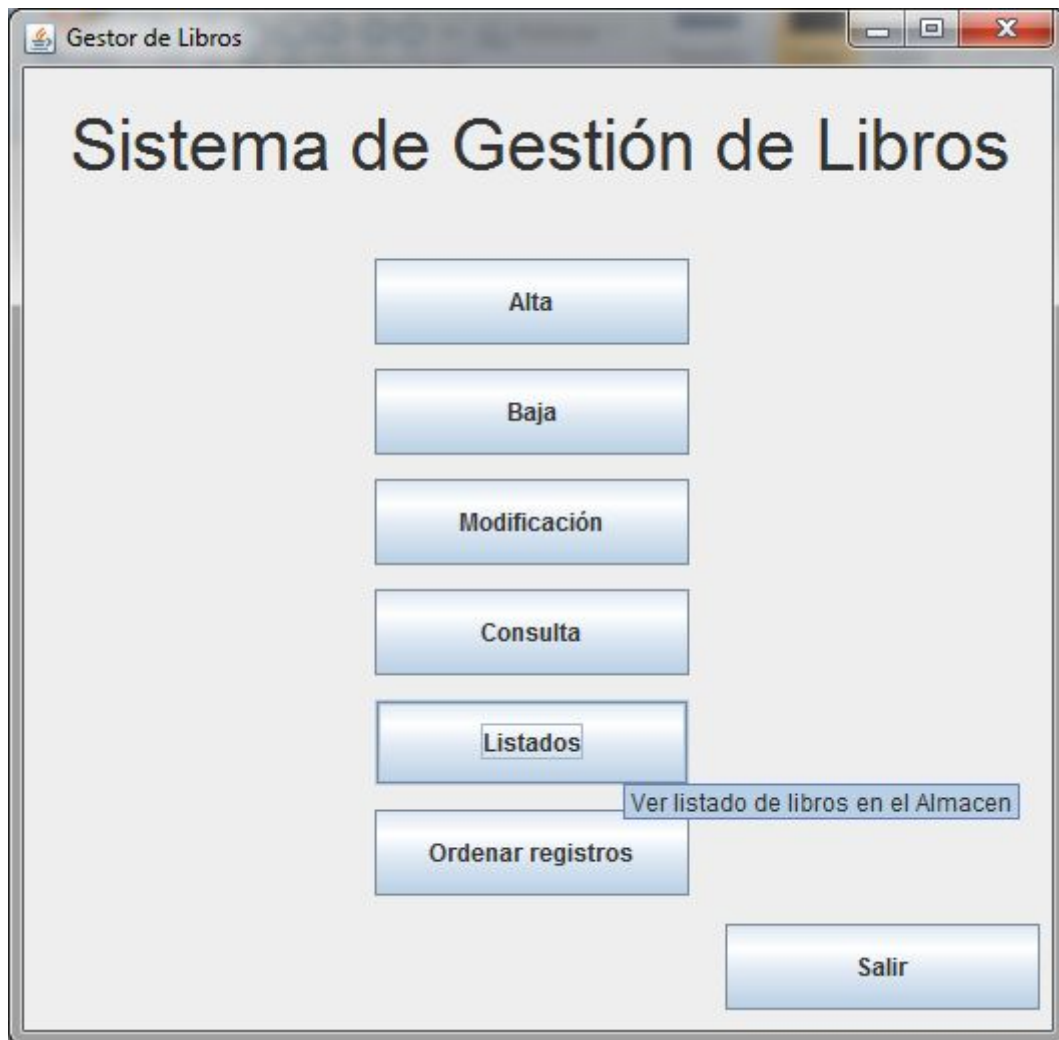 Gestor de Libros
Sistema de Gestión de Libros
Alta
Baja
Modificación
Consulta
Listados
Ver listado de libros en el Almacen
Ordenar registros
Salir